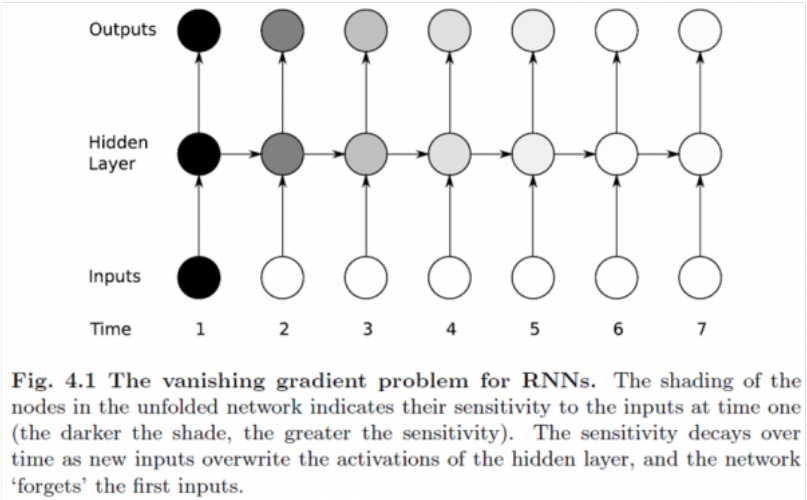 Outputs
Hidden
Layer
Inputs
Time 1 2 3 4 5 6 7
Fig. 4.1 The vanishing gradient problem for RNNs. The shading of the
nodes in the unfolded network indicates their sensitivity to the inputs at time one
(the darker the shade, the greater the sensitivity). The sensitivity decays over
time as new inputs overwrite the activations of the hidden layer, and the network
‘forgets’ the first inputs.